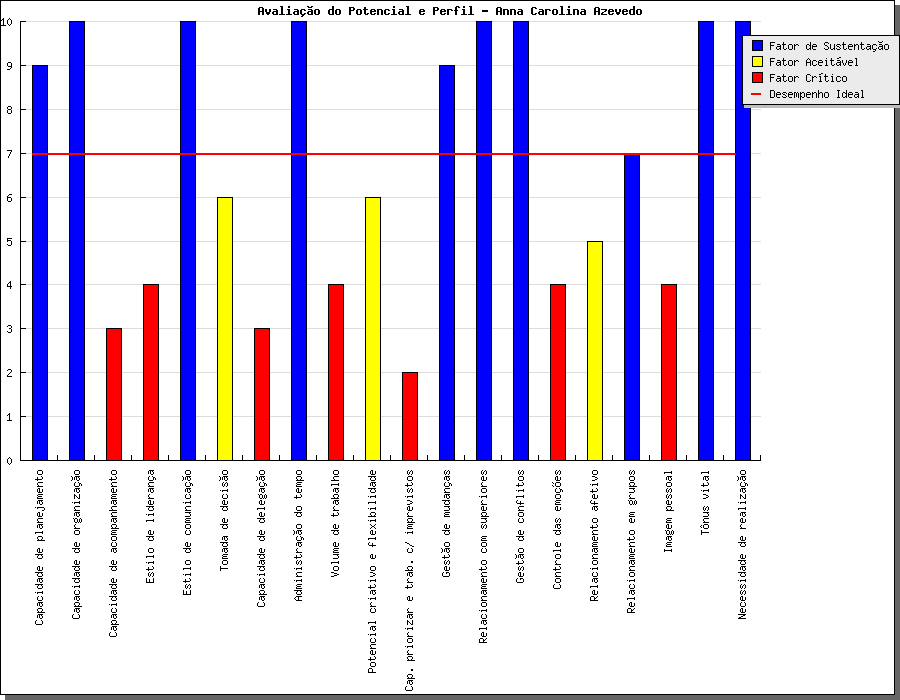 Avaliação do Potencial e Perfil - Anna Carolina Azevedo
10
9
8
7
6
5
4
3
2
1
0
Fator de Sustentação
Fator Aceitável
Fator Crítico
Desempenho Ideal
Capacidade de planejamento
Capacidade de organização
Capacidade de acompanhamento
Estilo de liderança
Estilo de comunicação
Tomada de decisão
Capacidade de delegação
Administração do tempo
Volume de trabalho
Potencial criativo e flexibilidade
Cap. priorizar e trab. c/ imprevistos
Gestão de mudanças
Relacionamento com superiores
Gestão de conflitos
Controle das emoções
Relacionamento afetivo
Relacionamento em grupos
Imagem pessoal
Tônus vital
Necessidade de realização